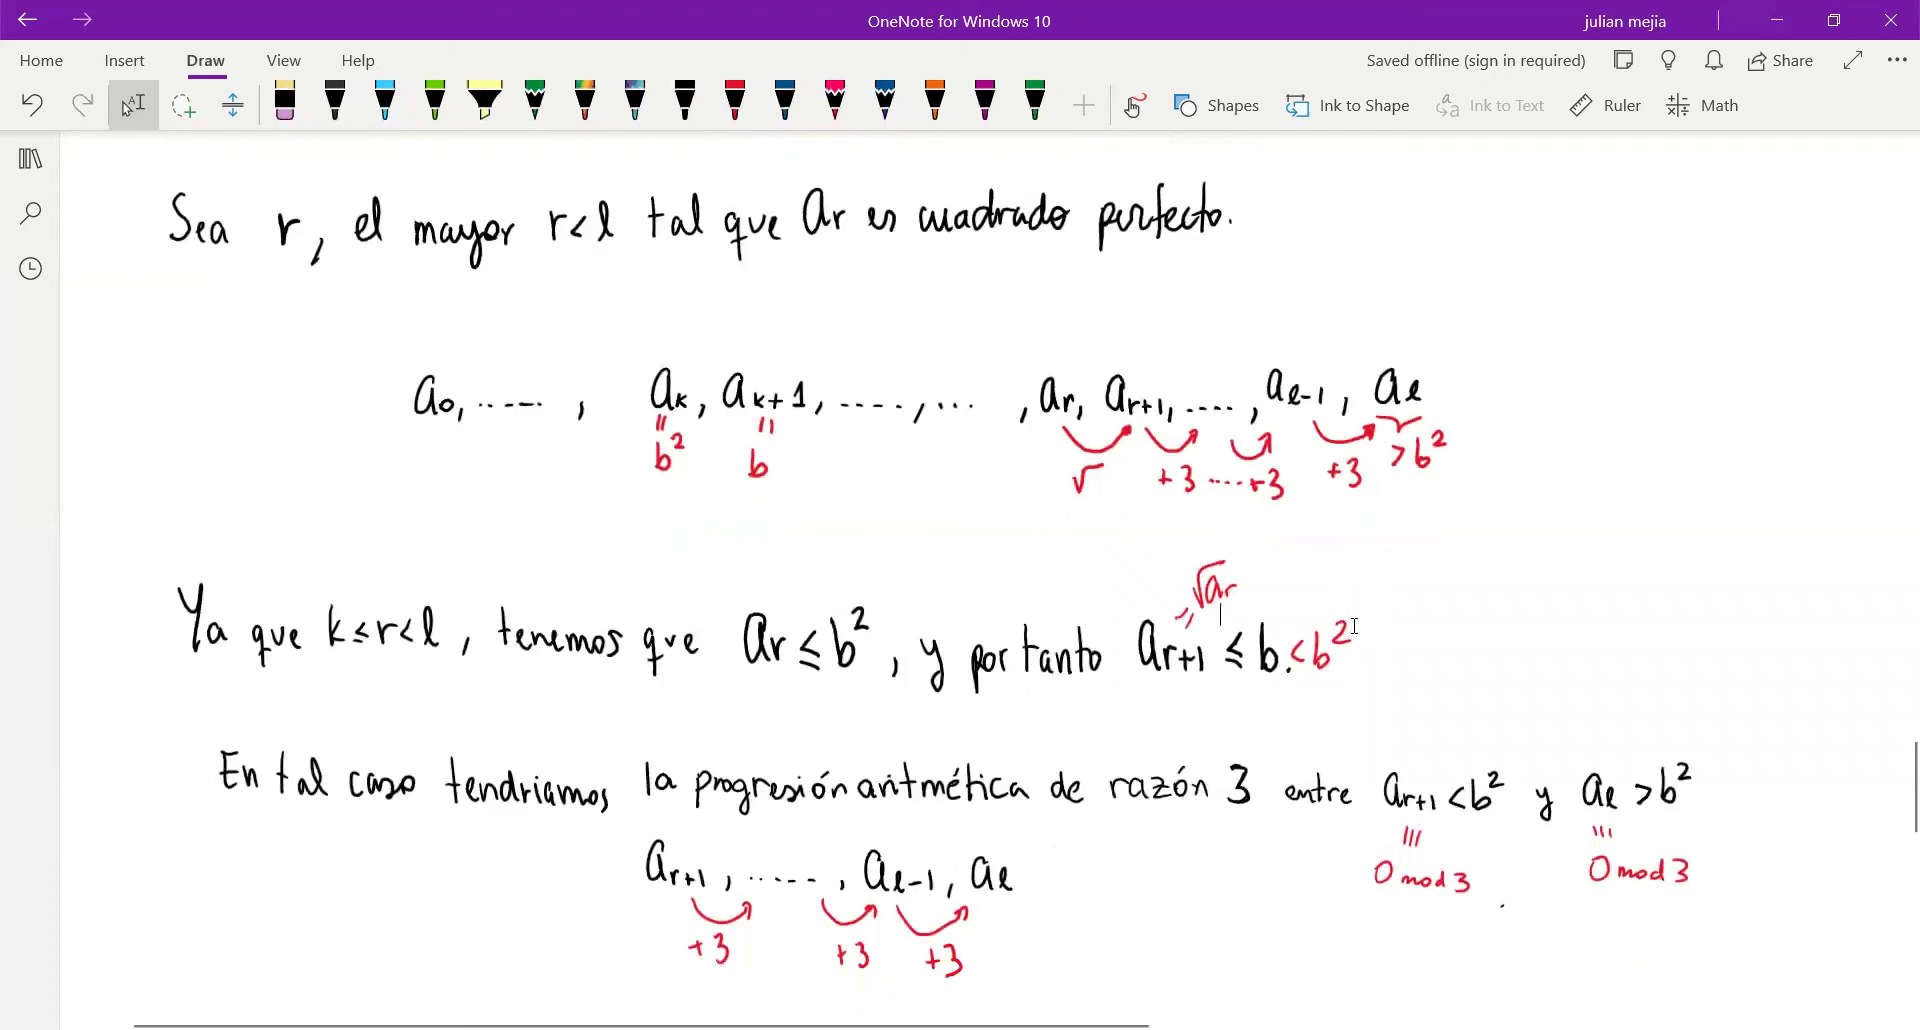 OneNote for Windows 10
julian mejia
Home Insert Draw View Help
Saved offline (sign in required) Share
Shapes Ink to Shape Ink to Text Ruler Math
Sea r, el mayor r<l tal que ar es cuadrado perfecto.
a0, ....., ak, ak+1, ....,... , ar, ar+1, ...., al-1, al
= b² = b √ +3 ....+3 +3 >b²
=√ar
Ya que k≤r<l, tenemos que ar≤b², y por tanto ar+1 ≤ b.<b²
En tal caso tendriamos la progresión aritmética de razón 3 entre ar+1 <b² y al >b²
≡ 0 mod 3 ≡ 0 mod 3
ar+1, ....., al-1, al
+3 +3 +3